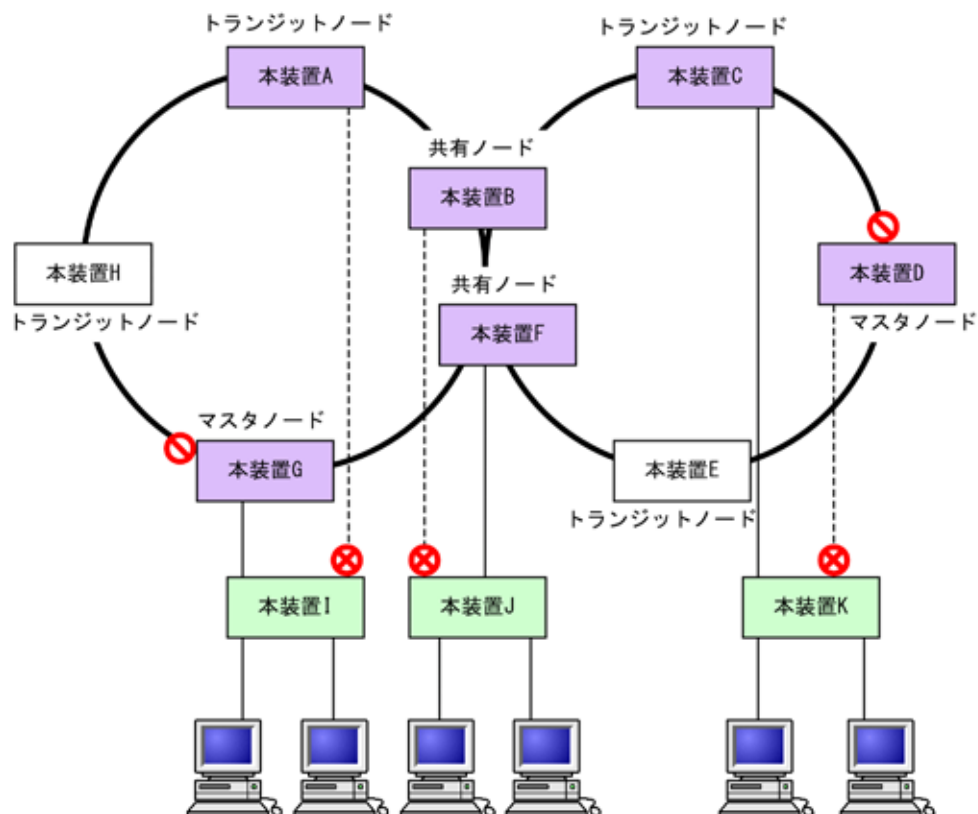 トランジットノード
本装置A
トランジットノード
本装置C
共有ノード
本装置B
本装置H
トランジットノード
共有ノード
本装置F
本装置D
マスタノード
マスタノード
本装置G
本装置E
トランジットノード
本装置I
本装置J
本装置K